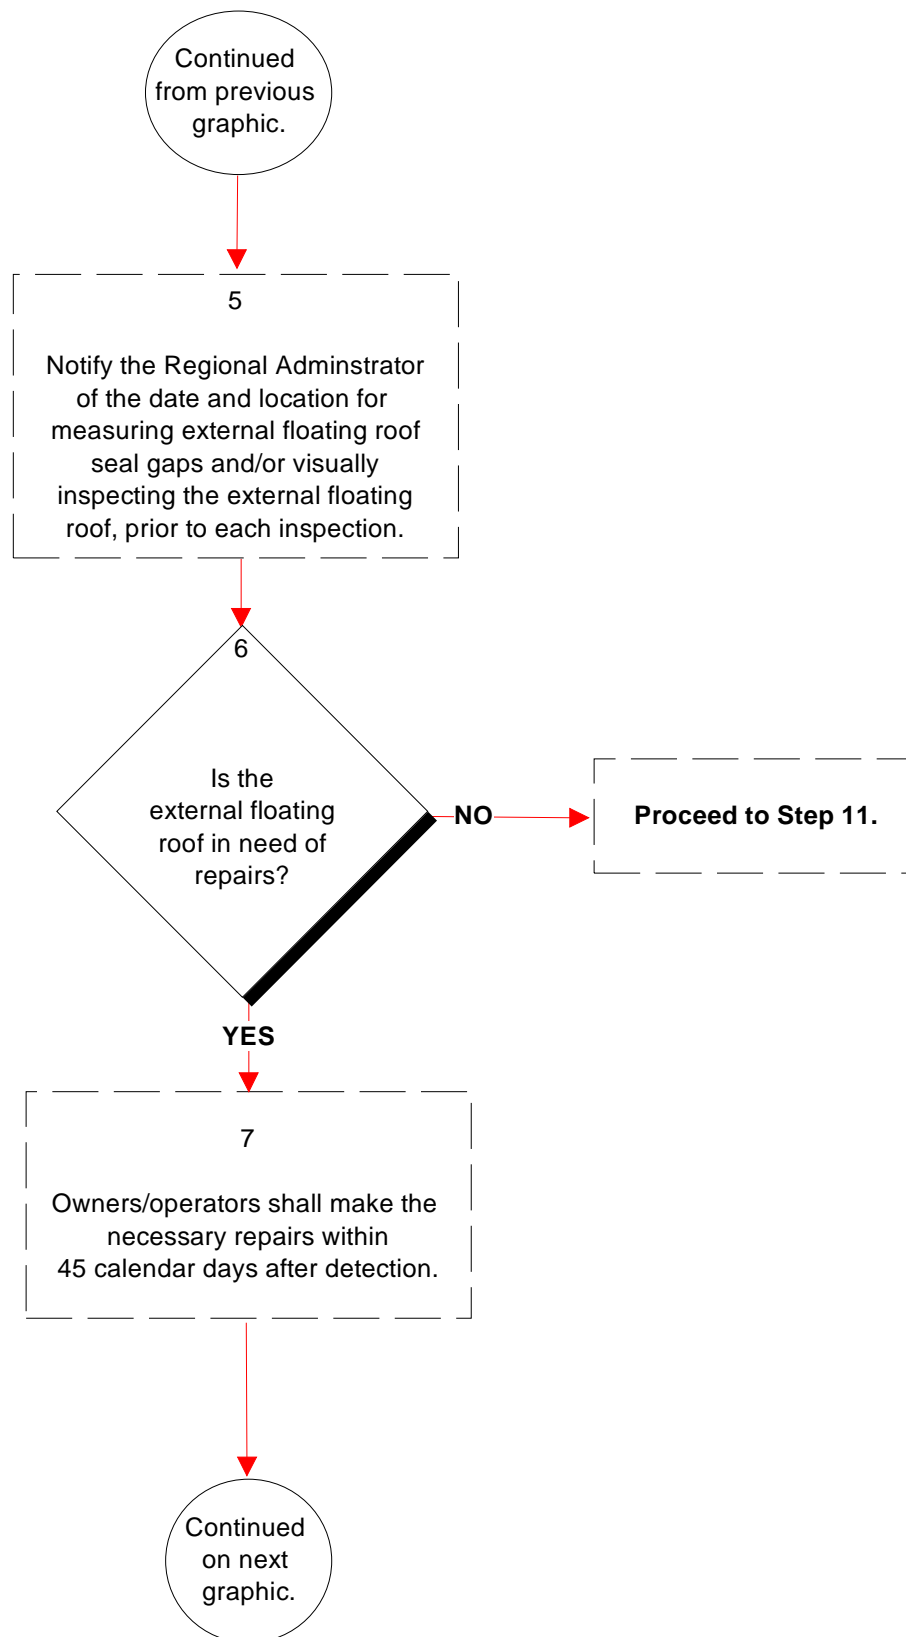 Continued
from previous
graphic.
5
Notify the Regional Adminstrator
of the date and location for
measuring external floating roof
seal gaps and/or visually
inspecting the external floating
roof, prior to each inspection.
6
Is the
external floating
roof in need of
repairs?
NO
Proceed to Step 11.
YES
7
Owners/operators shall make the
necessary repairs within
45 calendar days after detection.
Continued
on next
graphic.